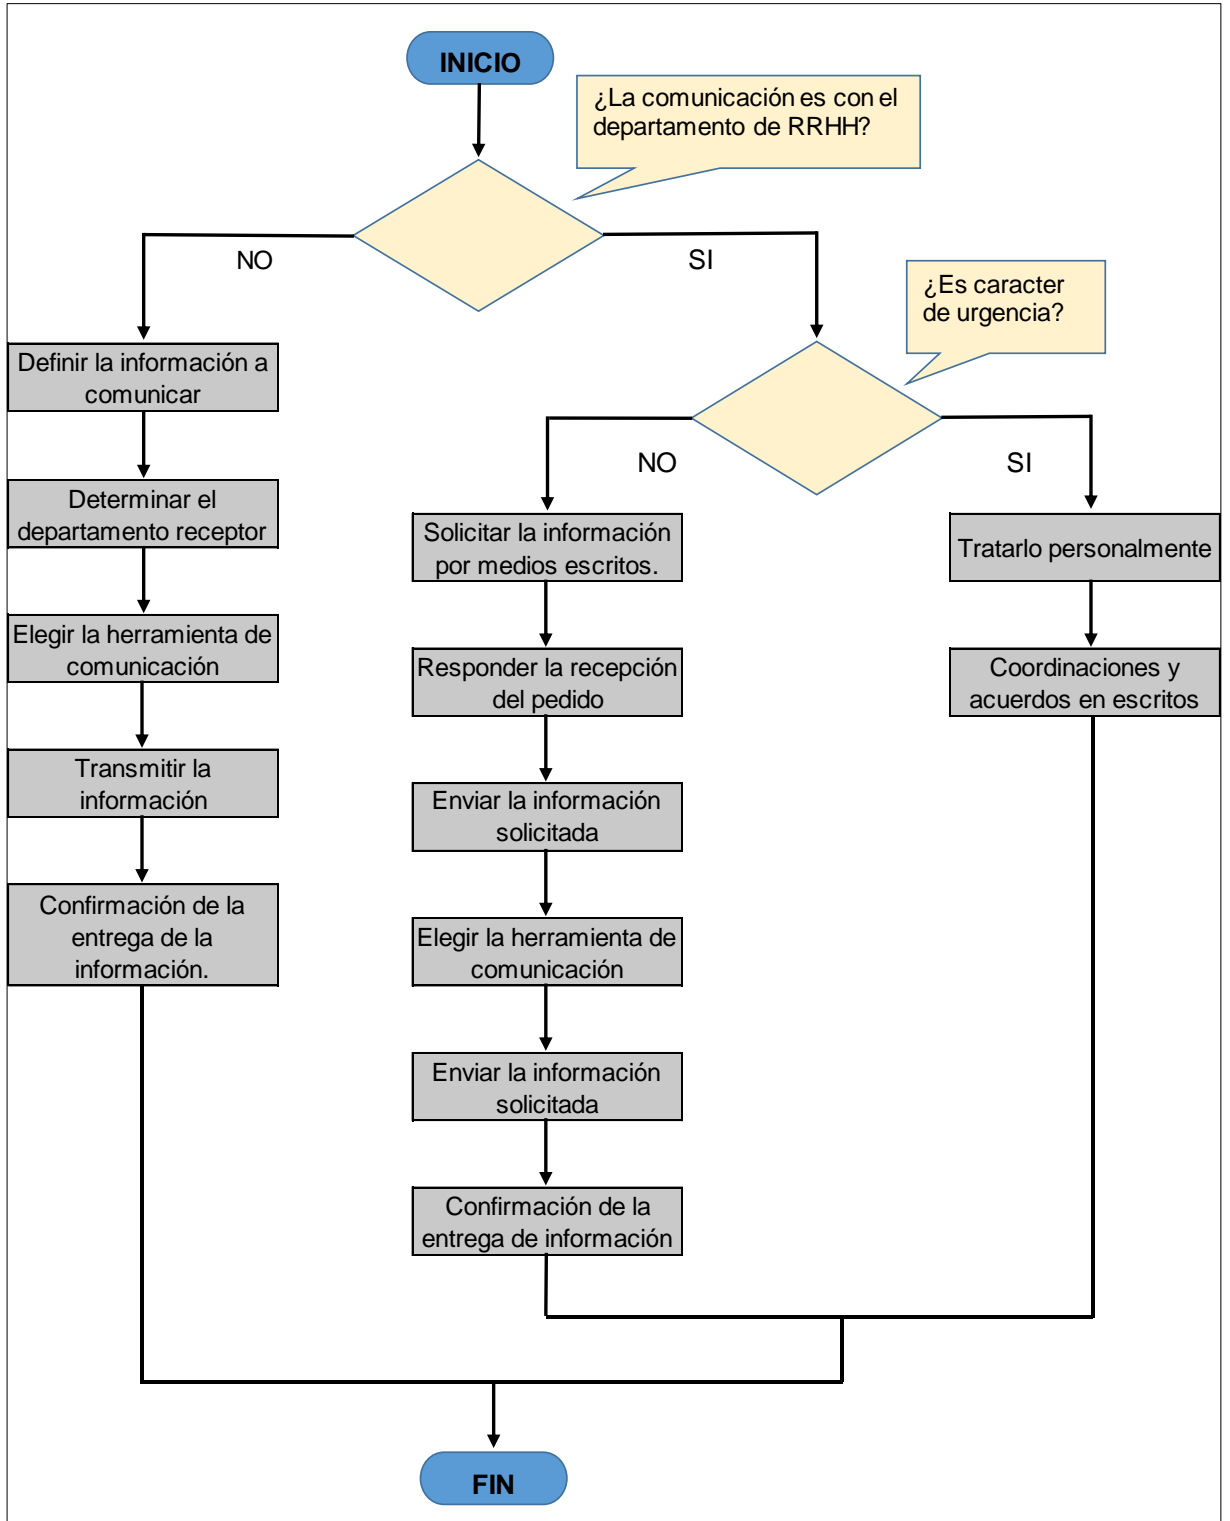 INICIO
¿La comunicación es con el
departamento de RRHH?
NO
SI
¿Es caracter
de urgencia?
Definir la información a
comunicar
NO
SI
Determinar el
departamento receptor
Solicitar la información
por medios escritos.
Tratarlo personalmente
Elegir la herramienta de
comunicación
Responder la recepción
del pedido
Coordinaciones y
acuerdos en escritos
Transmitir la
información
Enviar la información
solicitada
Confirmación de la
entrega de la
información.
Elegir la herramienta de
comunicación
Enviar la información
solicitada
Confirmación de la
entrega de información
FIN